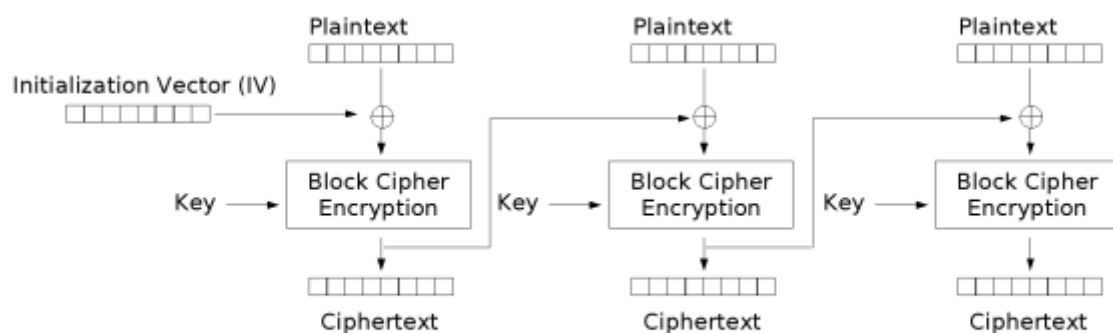 Plaintext
Plaintext
Plaintext
Initialization Vector (IV)
Key
Block Cipher
Encryption
Key
Block Cipher
Encryption
Key
Block Cipher
Encryption
Ciphertext
Ciphertext
Ciphertext